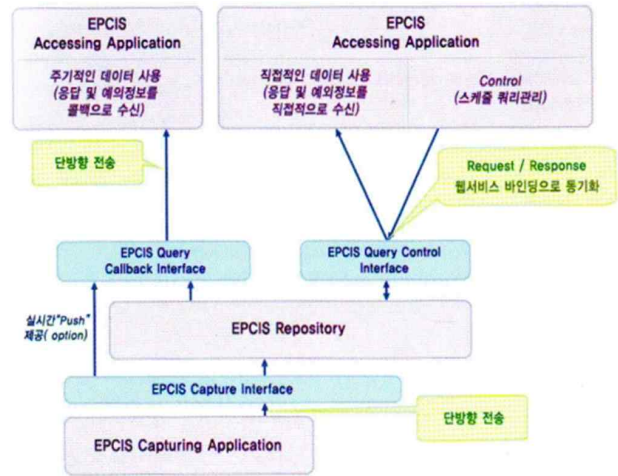 EPCIS
Accessing Application
주기적인 데이터 사용
(응답 및 예의정보를
콜백으로 수신)
EPCIS
Accessing Application
직접적인 데이터 사용
(응답 및 예외정보를
직접적으로 수신)
Control
(스케줄 쿼리관리)
단방향 전송
Request / Response
웹서비스 바인딩으로 동기화
EPCIS Query
Callback Interface
EPCIS Query Control
Interface
실시간"Push"
제공( option)
EPCIS Repository
EPCIS Capture Interface
단방향 전송
EPCIS Capturing Application